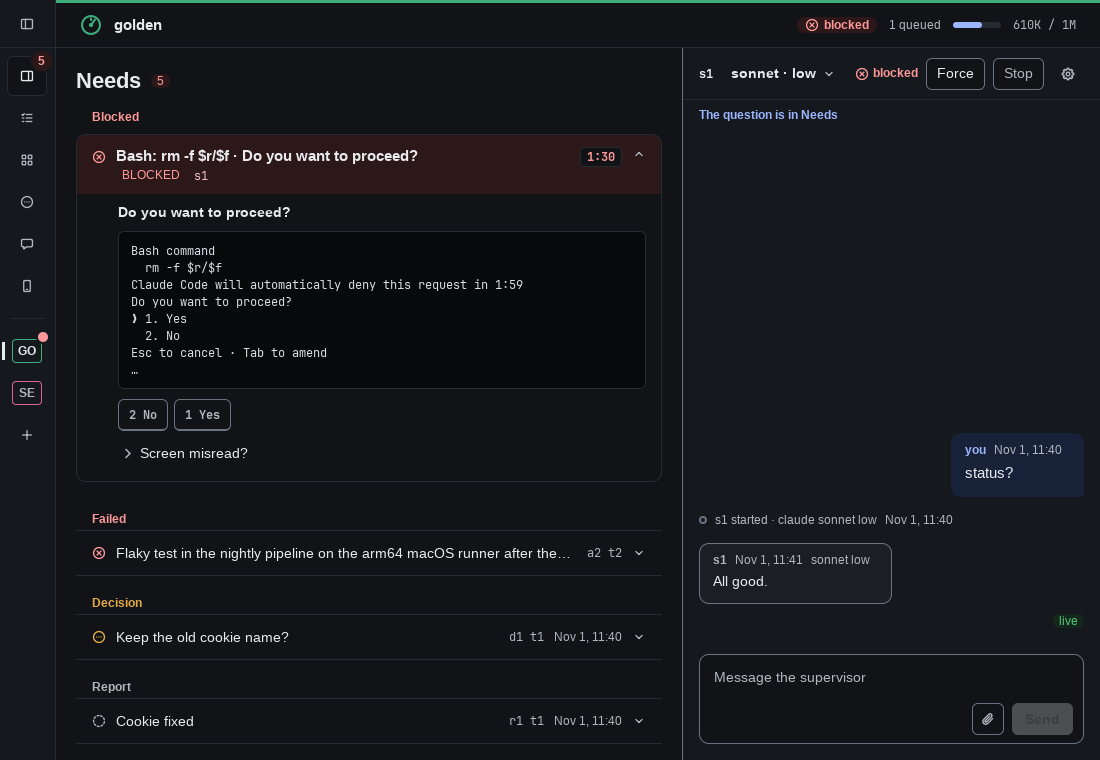 golden
blocked
1 queued
610K / 1M
5
GO
SE
Needs 5
Blocked
Bash: rm -f $r/$f · Do you want to proceed?
1:30
BLOCKED s1
Do you want to proceed?
Bash command
rm -f $r/$f
Claude Code will automatically deny this request in 1:59
Do you want to proceed?
❯ 1. Yes
2. No
Esc to cancel · Tab to amend
…
2 No
1 Yes
Screen misread?
Failed
Flaky test in the nightly pipeline on the arm64 macOS runner after the…
a2 t2
Decision
Keep the old cookie name?
d1 t1 Nov 1, 11:40
Report
Cookie fixed
r1 t1 Nov 1, 11:40
s1
sonnet · low
blocked
Force
Stop
The question is in Needs
you Nov 1, 11:40
status?
s1 started · claude sonnet low Nov 1, 11:40
s1 Nov 1, 11:41 sonnet low
All good.
live
Message the supervisor
Send